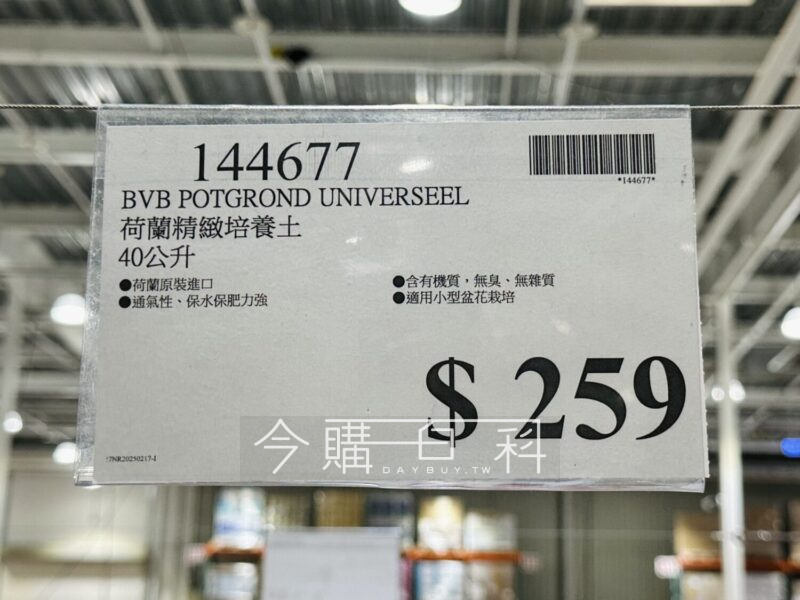 144677
*144677*
BVB POTGROND UNIVERSEEL
荷蘭精緻培養土
40公升
●荷蘭原裝進口
●通氣性、保水保肥力強
●含有機質，無臭、無雜質
●適用小型盆花栽培
$ 259
今購百科
DAYBUY.TW